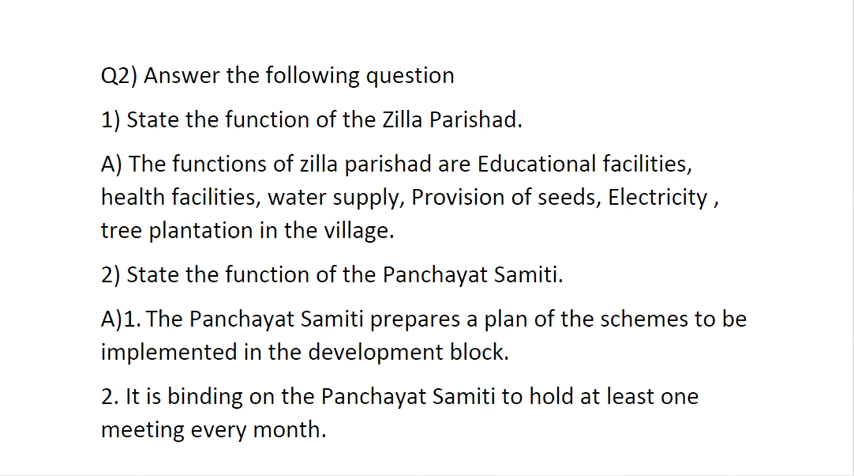 Q2) Answer the following question
1) State the function of the Zilla Parishad.
A) The functions of zilla parishad are Educational facilities,
health facilities, water supply, Provision of seeds, Electricity ,
tree plantation in the village.
2) State the function of the Panchayat Samiti.
A)1. The Panchayat Samiti prepares a plan of the schemes to be
implemented in the development block.
2. It is binding on the Panchayat Samiti to hold at least one
meeting every month.